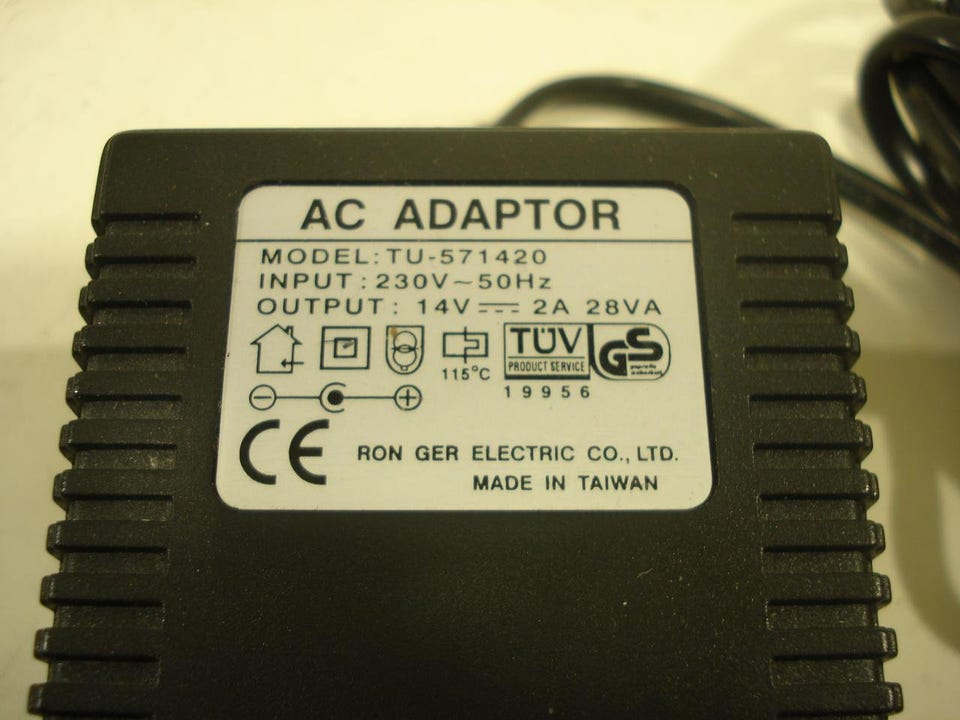 AC ADAPTOR
MODEL: TU-571420
INPUT : 230V ~ 50Hz
OUTPUT : 14V ⎓ 2A 28VA
115°C
TÜV
PRODUCT SERVICE
GS
19956
CE
RON GER ELECTRIC CO., LTD.
MADE IN TAIWAN